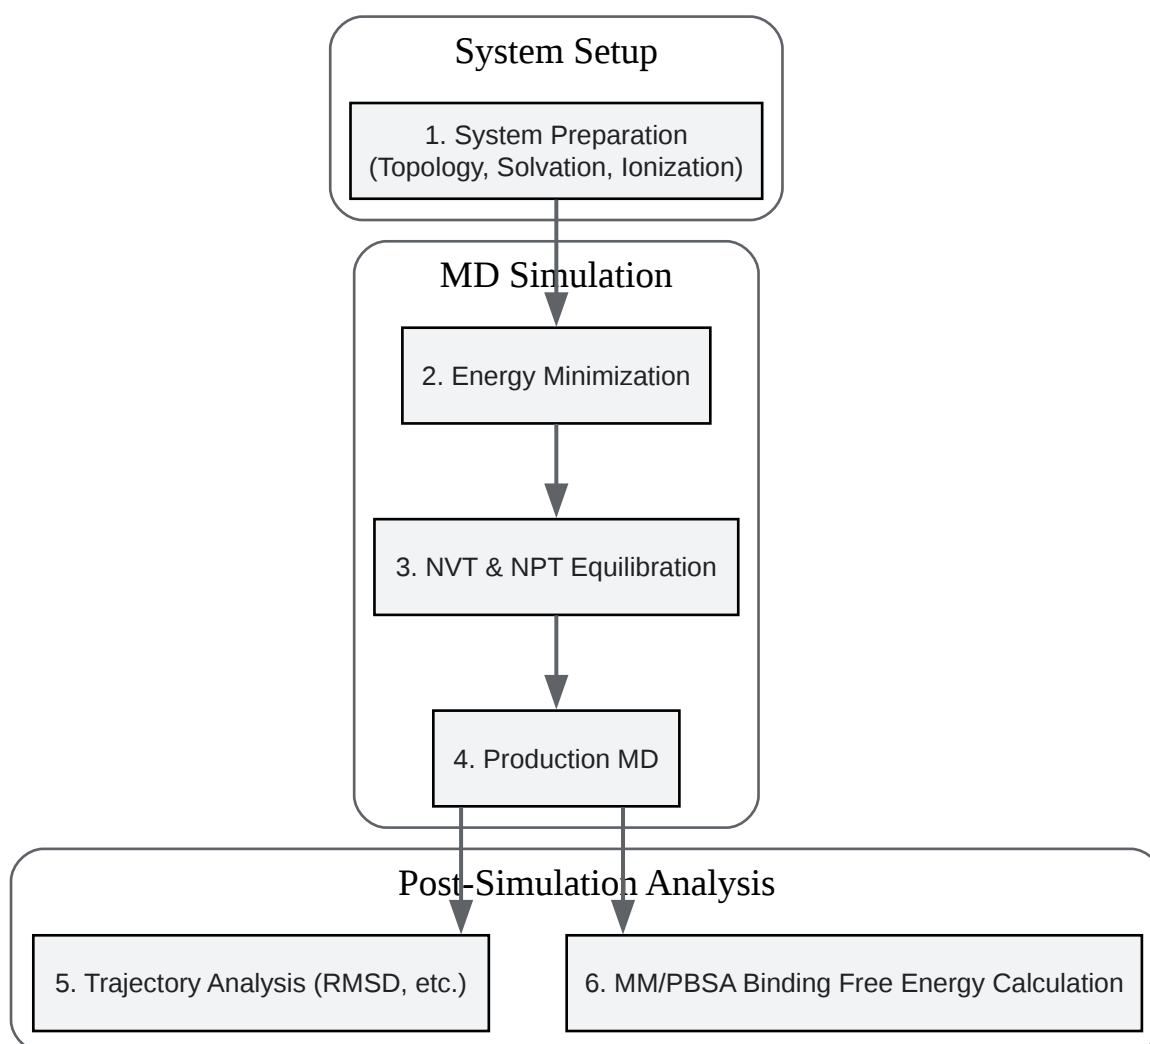 System Setup
1. System Preparation
(Topology, Solvation, Ionization)
MD Simulation
2. Energy Minimization
3. NVT & NPT Equilibration
4. Production MD
Post-Simulation Analysis
5. Trajectory Analysis (RMSD, etc.)
6. MM/PBSA Binding Free Energy Calculation